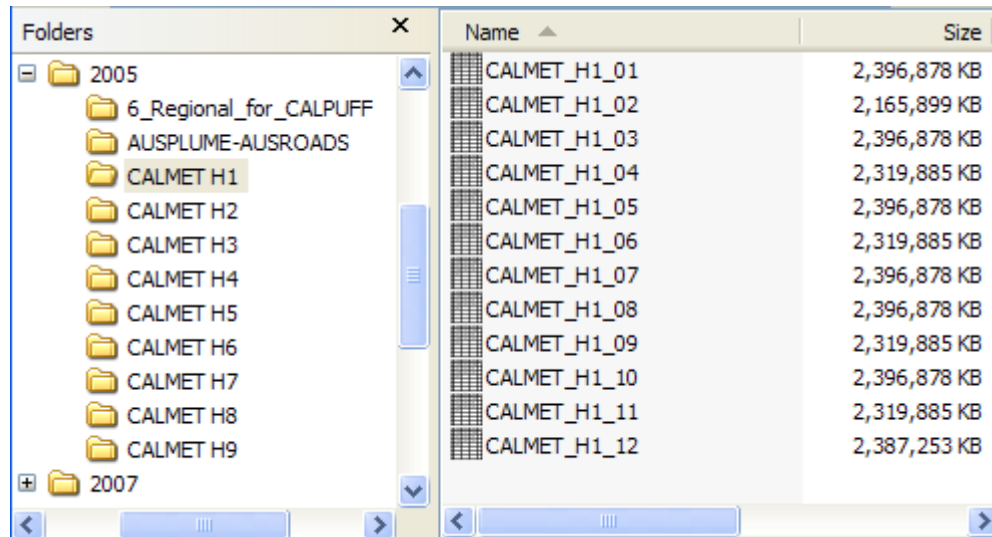 Folders
2005
6_Regional_for_CALPUFF
AUSPLUME-AUSROADS
CALMET H1
CALMET H2
CALMET H3
CALMET H4
CALMET H5
CALMET H6
CALMET H7
CALMET H8
CALMET H9
2007
Name Size
CALMET_H1_01 2,396,878 KB
CALMET_H1_02 2,165,899 KB
CALMET_H1_03 2,396,878 KB
CALMET_H1_04 2,319,885 KB
CALMET_H1_05 2,396,878 KB
CALMET_H1_06 2,319,885 KB
CALMET_H1_07 2,396,878 KB
CALMET_H1_08 2,396,878 KB
CALMET_H1_09 2,319,885 KB
CALMET_H1_10 2,396,878 KB
CALMET_H1_11 2,319,885 KB
CALMET_H1_12 2,387,253 KB